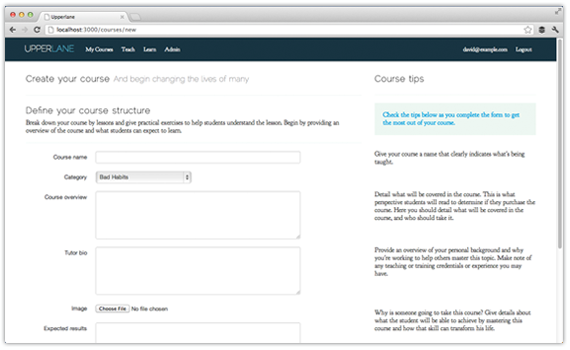 Upperlane
localhost:3000/courses/new
UPPERLANE My Courses Teach Learn Admin david@example.com Logout
Create your course And begin changing the lives of many
Define your course structure
Break down your course by lessons and give practical exercises to help students understand the lesson. Begin by providing an
overview of the course and what students can expect to learn.
Course name
Category Bad Habits
Course overview
Tutor bio
Image Choose File No file chosen
Expected results
Course tips
Check the tips below as you complete the form to get
the most out of your course.
Give your course a name that clearly indicates what's being
taught.
Detail what will be covered in the course. This is what
perspective students will read to determine if they purchase the
course. Here you should detail what will be covered in the
course, and who should take it.
Provide an overview of your personal background and why
you're working to help others master this topic. Make note of
any teaching or training credentials or experience you may
have.
Why is someone going to take this course? Give details about
what the student will be able to achieve by mastering this
course and how that skill can transform his life.